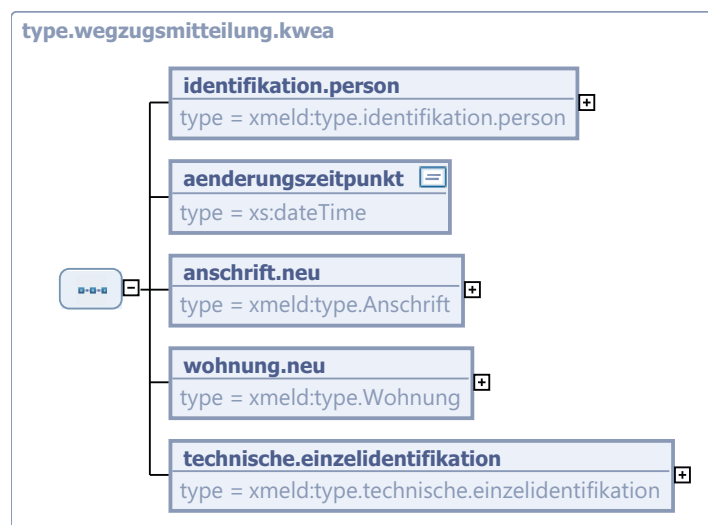 type.wegzugsmitteilung.kwea
identifikation.person
type = xmeld:type.identifikation.person
aenderungszeitpunkt
type = xs:dateTime
anschrift.neu
type = xmeld:type.Anschrift
wohnung.neu
type = xmeld:type.Wohnung
technische.einzelidentifikation
type = xmeld:type.technische.einzelidentifikation